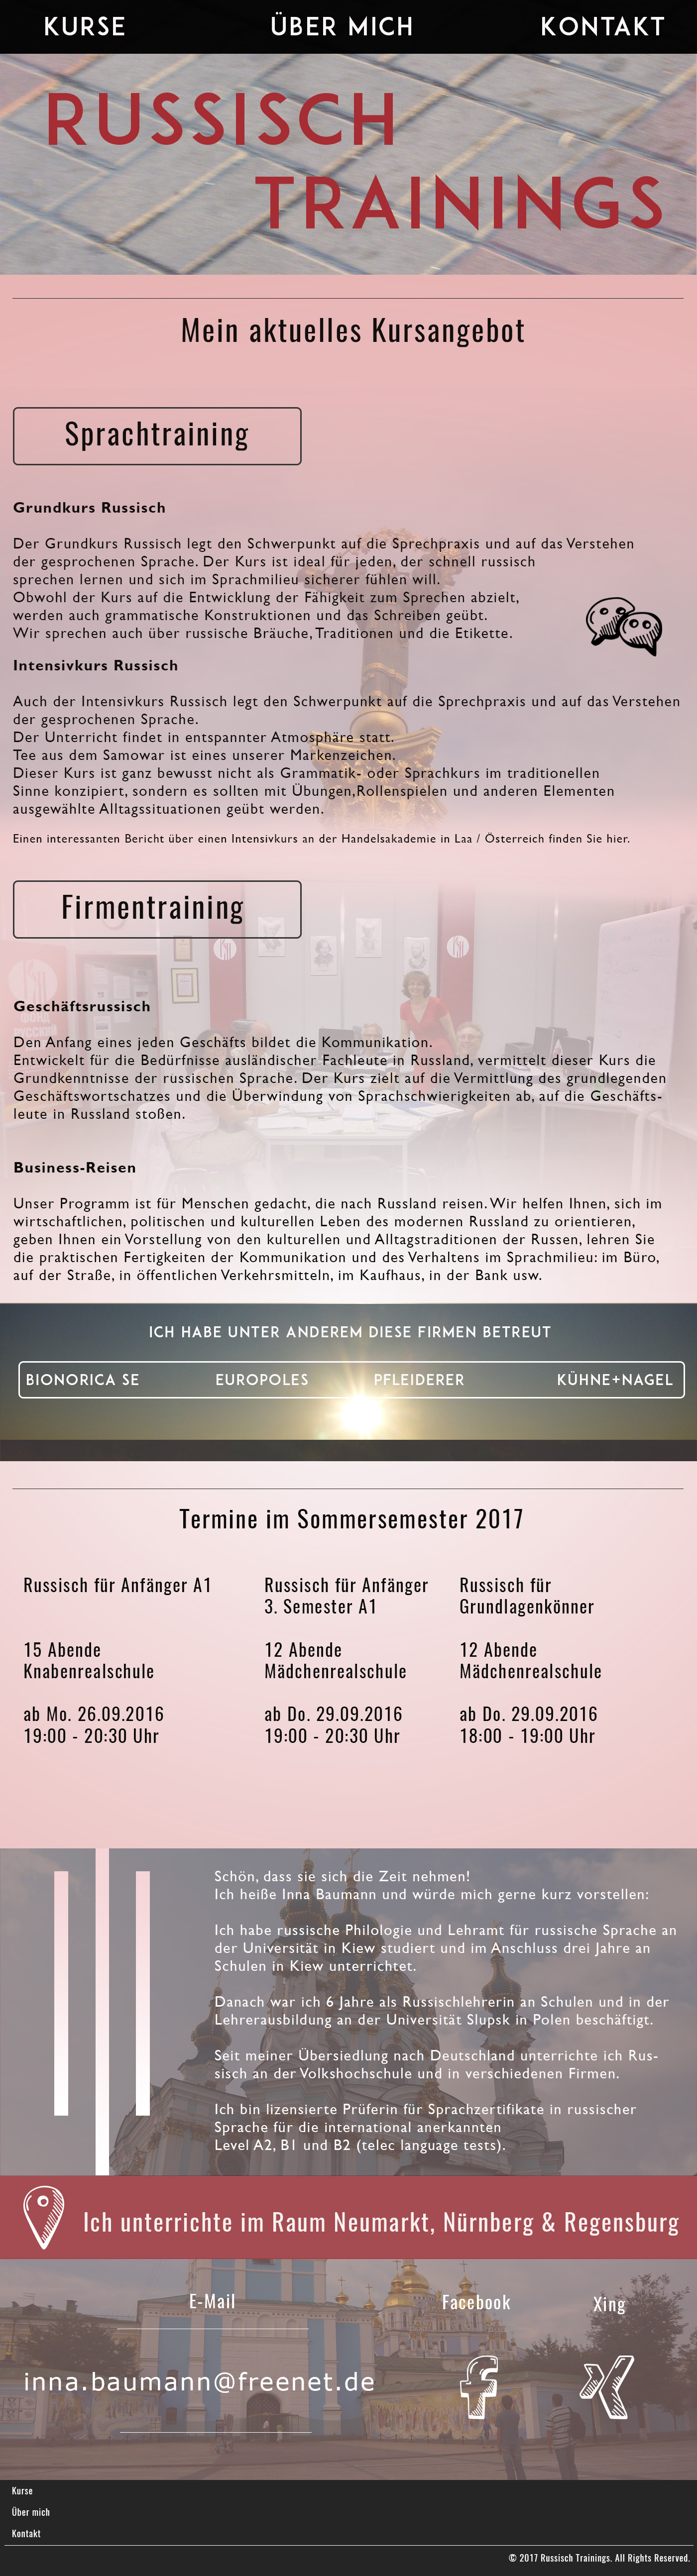 KURSE ÜBER MICH KONTAKT
RUSSISCH
TRAININGS
Mein aktuelles Kursangebot
Sprachtraining
Grundkurs Russisch
Der Grundkurs Russisch legt den Schwerpunkt auf die Sprechpraxis und auf das Verstehen
der gesprochenen Sprache. Der Kurs ist ideal für jeden, der schnell russisch
sprechen lernen und sich im Sprachmilieu sicherer fühlen will.
Obwohl der Kurs auf die Entwicklung der Fähigkeit zum Sprechen abzielt,
werden auch grammatische Konstruktionen und das Schreiben geübt.
Wir sprechen auch über russische Bräuche, Traditionen und die Etikette.
Intensivkurs Russisch
Auch der Intensivkurs Russisch legt den Schwerpunkt auf die Sprechpraxis und auf das Verstehen
der gesprochenen Sprache.
Der Unterricht findet in entspannter Atmosphäre statt.
Tee aus dem Samowar ist eines unserer Markenzeichen.
Dieser Kurs ist ganz bewusst nicht als Grammatik- oder Sprachkurs im traditionellen
Sinne konzipiert, sondern es sollten mit Übungen,Rollenspielen und anderen Elementen
ausgewählte Alltagssituationen geübt werden.
Einen interessanten Bericht über einen Intensivkurs an der Handelsakademie in Laa / Österreich finden Sie hier.
Firmentraining
Geschäftsrussisch
Den Anfang eines jeden Geschäfts bildet die Kommunikation.
Entwickelt für die Bedürfnisse ausländischer Fachleute in Russland, vermittelt dieser Kurs die
Grundkenntnisse der russischen Sprache. Der Kurs zielt auf die Vermittlung des grundlegenden
Geschäftswortschatzes und die Überwindung von Sprachschwierigkeiten ab, auf die Geschäfts-
leute in Russland stoßen.
Business-Reisen
Unser Programm ist für Menschen gedacht, die nach Russland reisen. Wir helfen Ihnen, sich im
wirtschaftlichen, politischen und kulturellen Leben des modernen Russland zu orientieren,
geben Ihnen ein Vorstellung von den kulturellen und Alltagstraditionen der Russen, lehren Sie
die praktischen Fertigkeiten der Kommunikation und des Verhaltens im Sprachmilieu: im Büro,
auf der Straße, in öffentlichen Verkehrsmitteln, im Kaufhaus, in der Bank usw.
ICH HABE UNTER ANDEREM DIESE FIRMEN BETREUT
BIONORICA SE EUROPOLES PFLEIDERER KÜHNE+NAGEL
Termine im Sommersemester 2017
Russisch für Anfänger A1
15 Abende
Knabenrealschule
ab Mo. 26.09.2016
19:00 - 20:30 Uhr
Russisch für Anfänger
3. Semester A1
12 Abende
Mädchenrealschule
ab Do. 29.09.2016
19:00 - 20:30 Uhr
Russisch für
Grundlagenkönner
12 Abende
Mädchenrealschule
ab Do. 29.09.2016
18:00 - 19:00 Uhr
Schön, dass sie sich die Zeit nehmen!
Ich heiße Inna Baumann und würde mich gerne kurz vorstellen:
Ich habe russische Philologie und Lehramt für russische Sprache an
der Universität in Kiew studiert und im Anschluss drei Jahre an
Schulen in Kiew unterrichtet.
Danach war ich 6 Jahre als Russischlehrerin an Schulen und in der
Lehrerausbildung an der Universität Slupsk in Polen beschäftigt.
Seit meiner Übersiedlung nach Deutschland unterrichte ich Rus-
sisch an der Volkshochschule und in verschiedenen Firmen.
Ich bin lizensierte Prüferin für Sprachzertifikate in russischer
Sprache für die international anerkannten
Level A2, B1 und B2 (telec language tests).
Ich unterrichte im Raum Neumarkt, Nürnberg & Regensburg
E-Mail
inna.baumann@freenet.de
Facebook
Xing
Kurse
Über mich
Kontakt
© 2017 Russisch Trainings. All Rights Reserved.